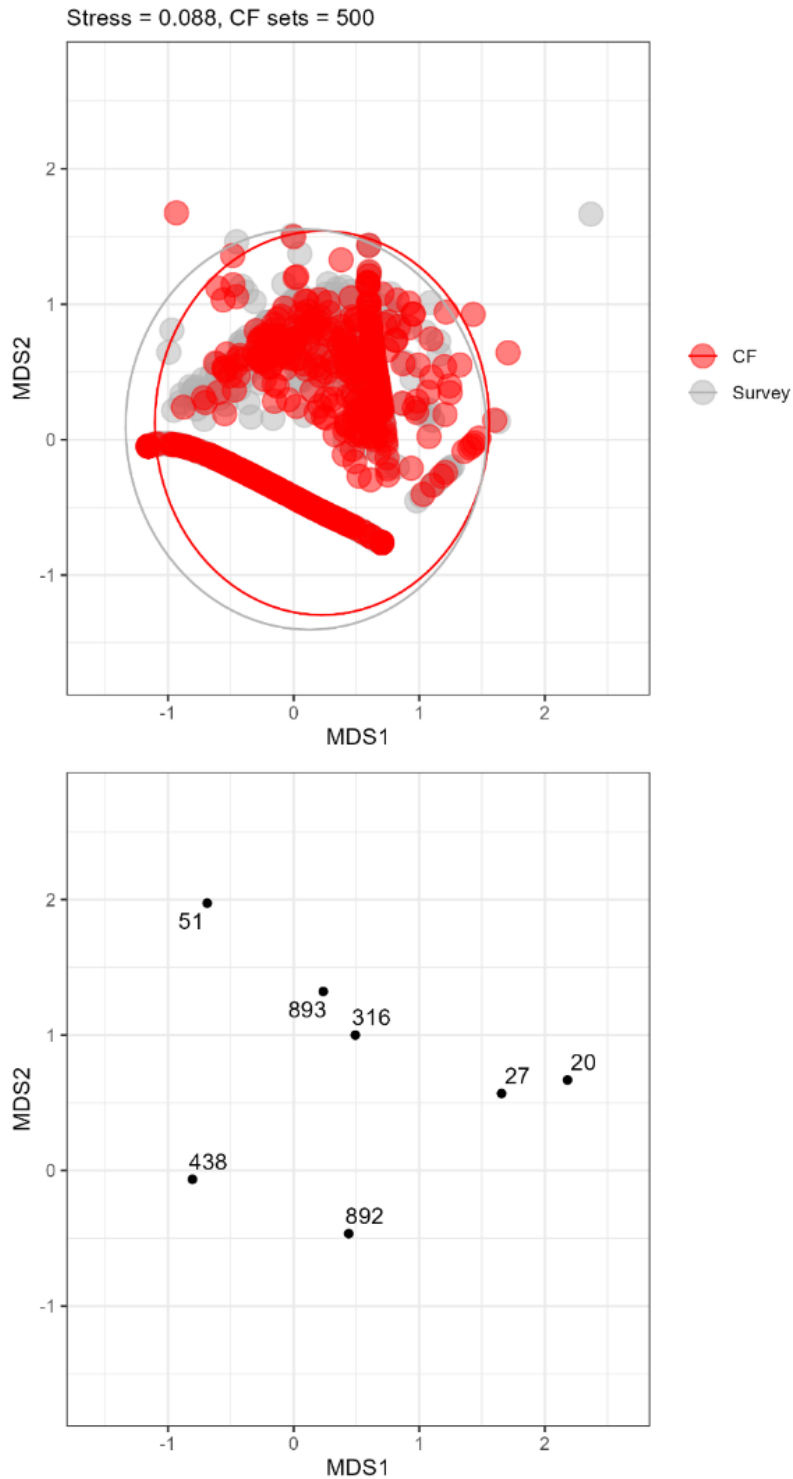 Stress = 0.088, CF sets = 500
2
1
0
-1
MDS2
-1 0 1 2
MDS1
CF
Survey
2
1
0
-1
MDS2
51
893
316
27
20
438
892
-1 0 1 2
MDS1